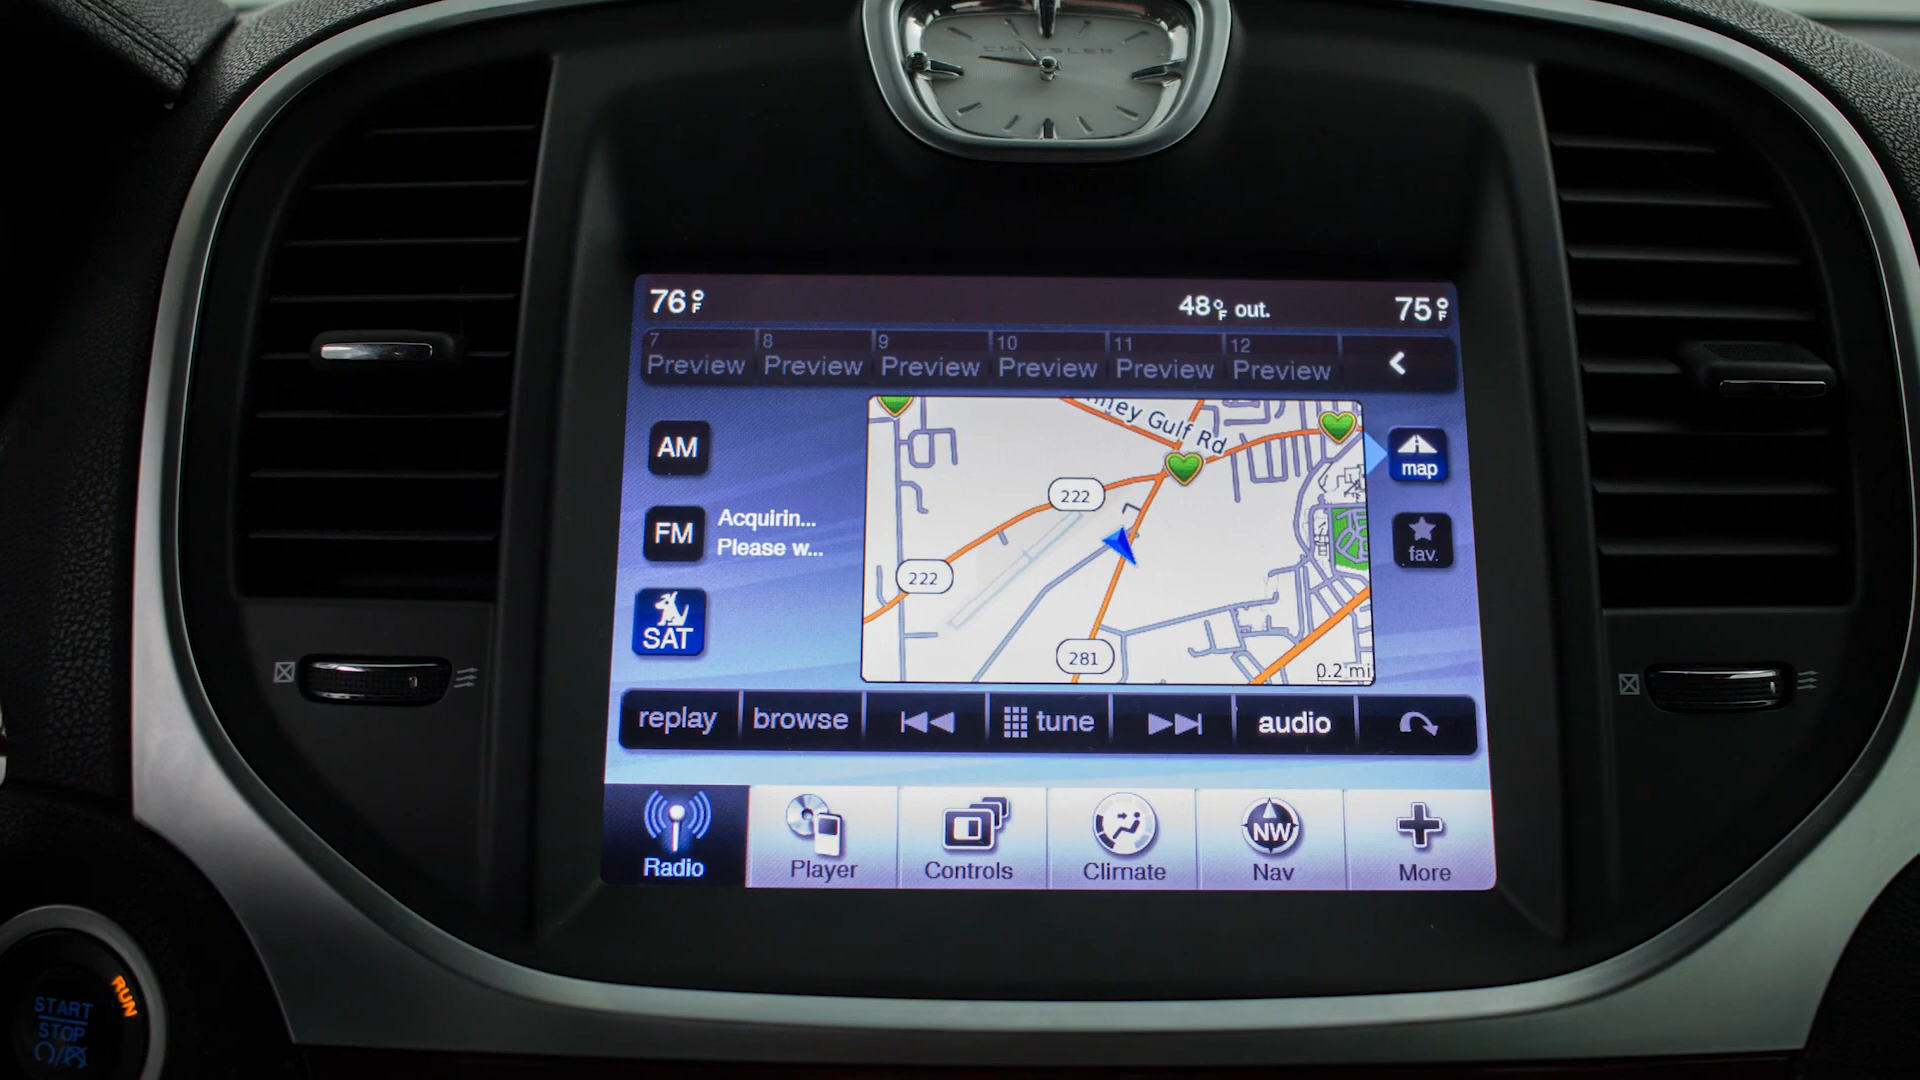 CHRYSLER
76°F
48°F out.
75°F
7 Preview
8 Preview
9 Preview
10 Preview
11 Preview
12 Preview
AM
FM
Acquirin...
Please w...
SAT
Gulf Rd
222
222
281
0.2 mi
map
fav.
replay
browse
tune
audio
Radio
Player
Controls
Climate
NW
Nav
More
RUN
START
STOP